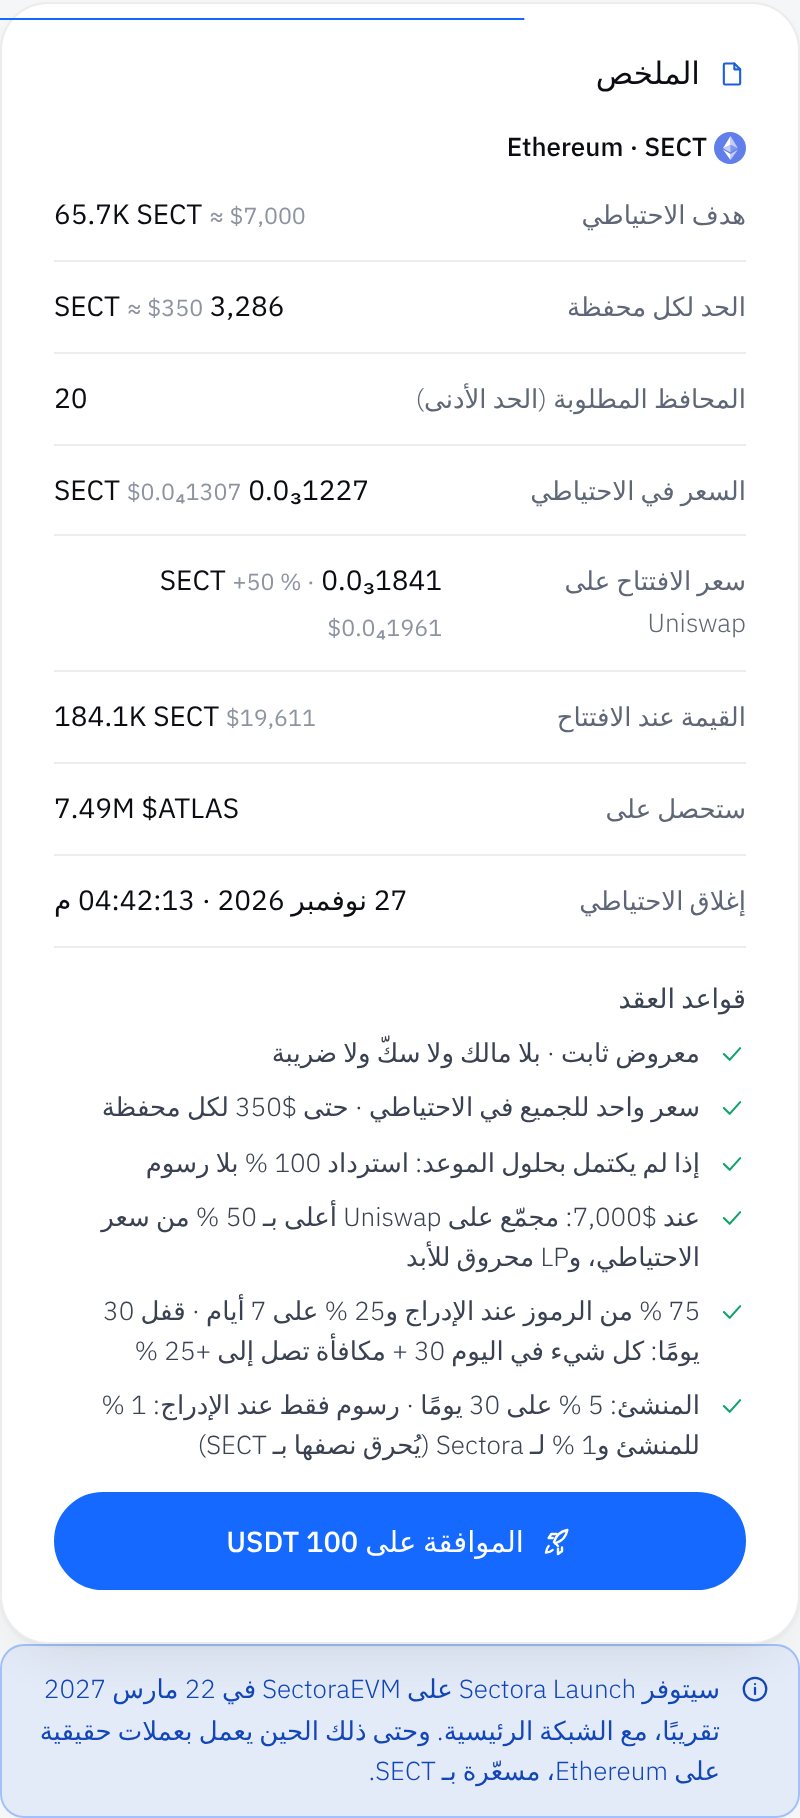 الملخص
Ethereum · SECT
هدف الاحتياطي 65.7K SECT ≈ $7,000
الحد لكل محفظة 3,286 SECT ≈ $350
المحافظ المطلوبة (الحد الأدنى) 20
السعر في الاحتياطي 0.0₃1227 SECT $0.0₄1307
سعر الافتتاح على 0.0₃1841 SECT +50 % ·
Uniswap $0.0₄1961
القيمة عند الافتتاح 184.1K SECT $19,611
ستحصل على 7.49M $ATLAS
إغلاق الاحتياطي 27 نوفمبر 2026 · 04:42:13 م
قواعد العقد
معروض ثابت · بلا مالك ولا سكّ ولا ضريبة
سعر واحد للجميع في الاحتياطي · حتى $350 لكل محفظة
إذا لم يكتمل بحلول الموعد: استرداد 100 % بلا رسوم
عند $7,000: مجمّع على Uniswap أعلى بـ 50 % من سعر
الاحتياطي، وLP محروق للأبد
75 % من الرموز عند الإدراج و25 % على 7 أيام · قفل 30
يومًا: كل شيء في اليوم 30 + مكافأة تصل إلى +25 %
المنشئ: 5 % على 30 يومًا · رسوم فقط عند الإدراج: 1 %
للمنشئ و1 % لـ Sectora (يُحرق نصفها بـ SECT)
الموافقة على 100 USDT
سيتوفر Sectora Launch على SectoraEVM في 22 مارس 2027
تقريبًا، مع الشبكة الرئيسية. وحتى ذلك الحين يعمل بعملات حقيقية
على Ethereum، مسعّرة بـ SECT.